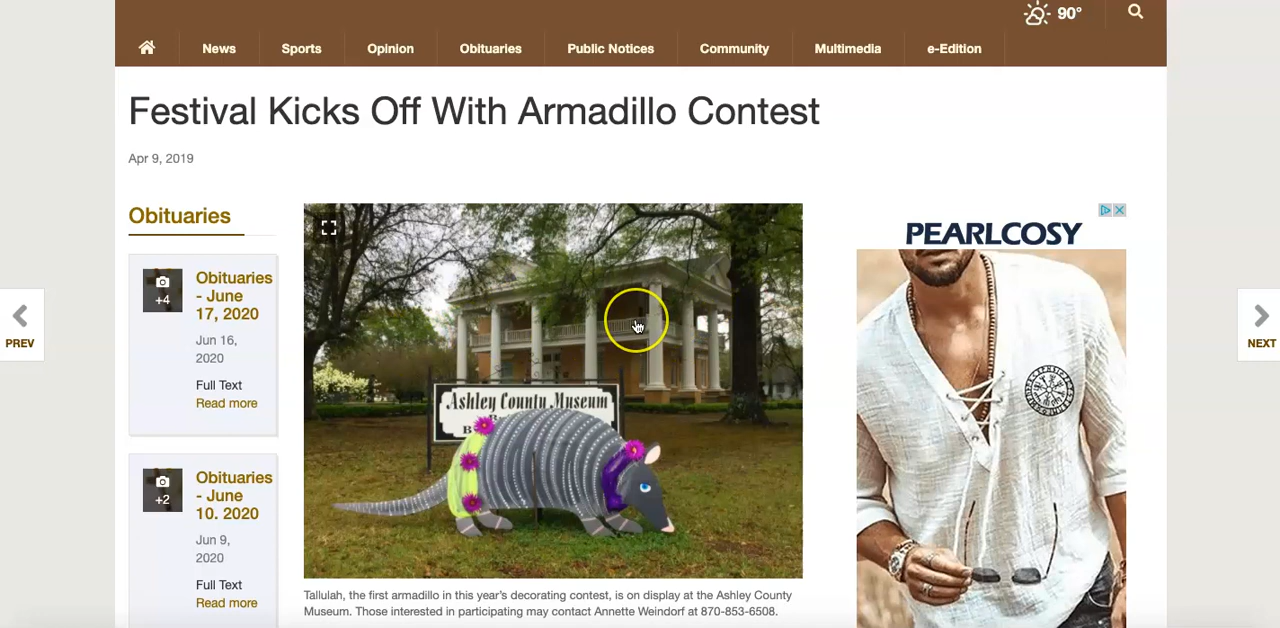 90°
News
Sports
Opinion
Obituaries
Public Notices
Community
Multimedia
e-Edition
Festival Kicks Off With Armadillo Contest
Apr 9, 2019
Obituaries
+4
Obituaries
- June
17, 2020
Jun 16,
2020
Full Text
Read more
+2
Obituaries
- June
10. 2020
Jun 9,
2020
Full Text
Read more
Ashley County Museum
Tallulah, the first armadillo in this year's decorating contest, is on display at the Ashley County
Museum. Those interested in participating may contact Annette Weindorf at 870-853-6508.
PEARLCOSY
PREV
NEXT